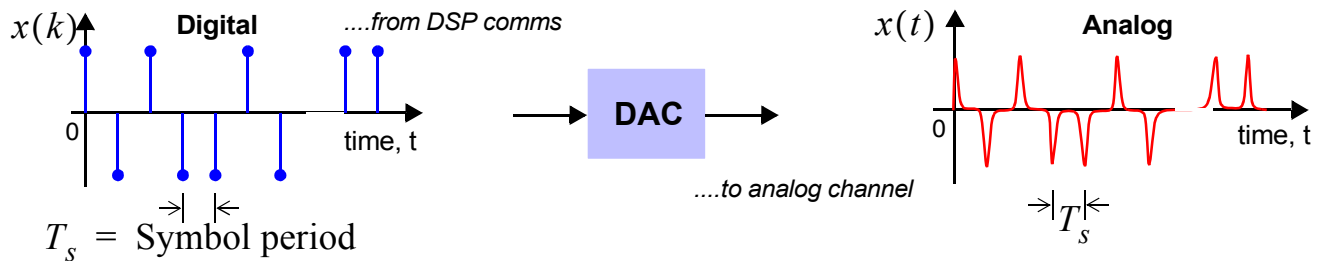 x(k)
Digital
....from DSP comms
0
time, t
T_s = Symbol period
DAC
....to analog channel
x(t)
Analog
0
time, t
T_s